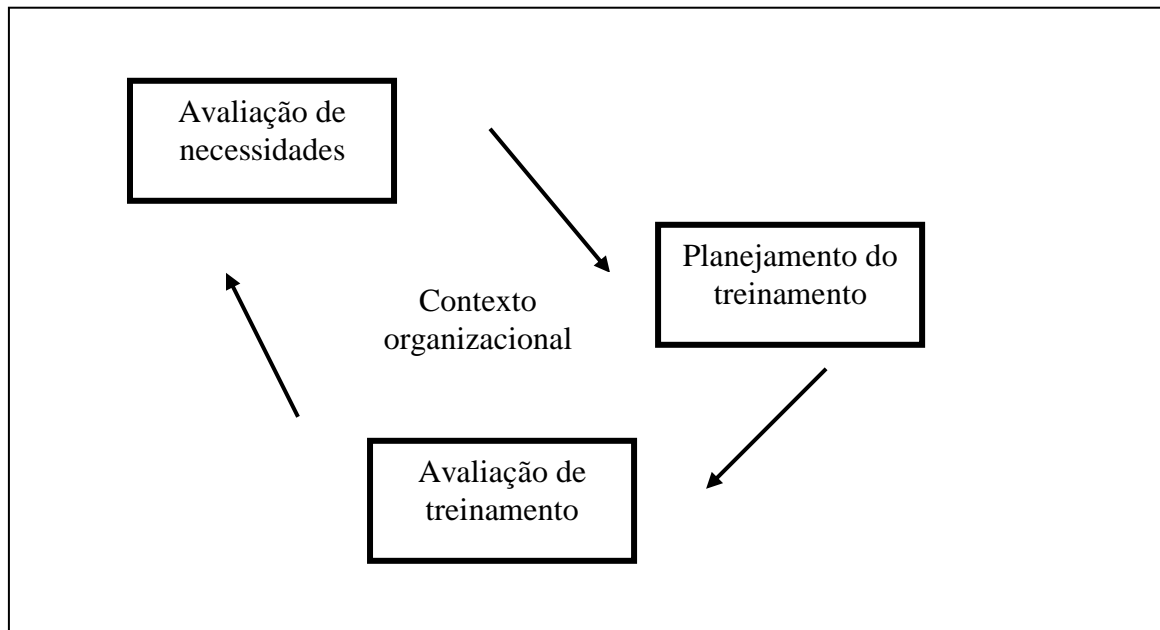 Avaliação de
necessidades
Planejamento do
treinamento
Contexto
organizacional
Avaliação de
treinamento